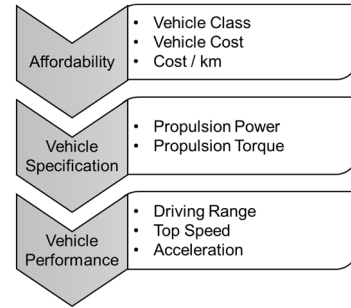 Affordability
• Vehicle Class
• Vehicle Cost
• Cost / km
Vehicle
Specification
• Propulsion Power
• Propulsion Torque
Vehicle
Performance
• Driving Range
• Top Speed
• Acceleration